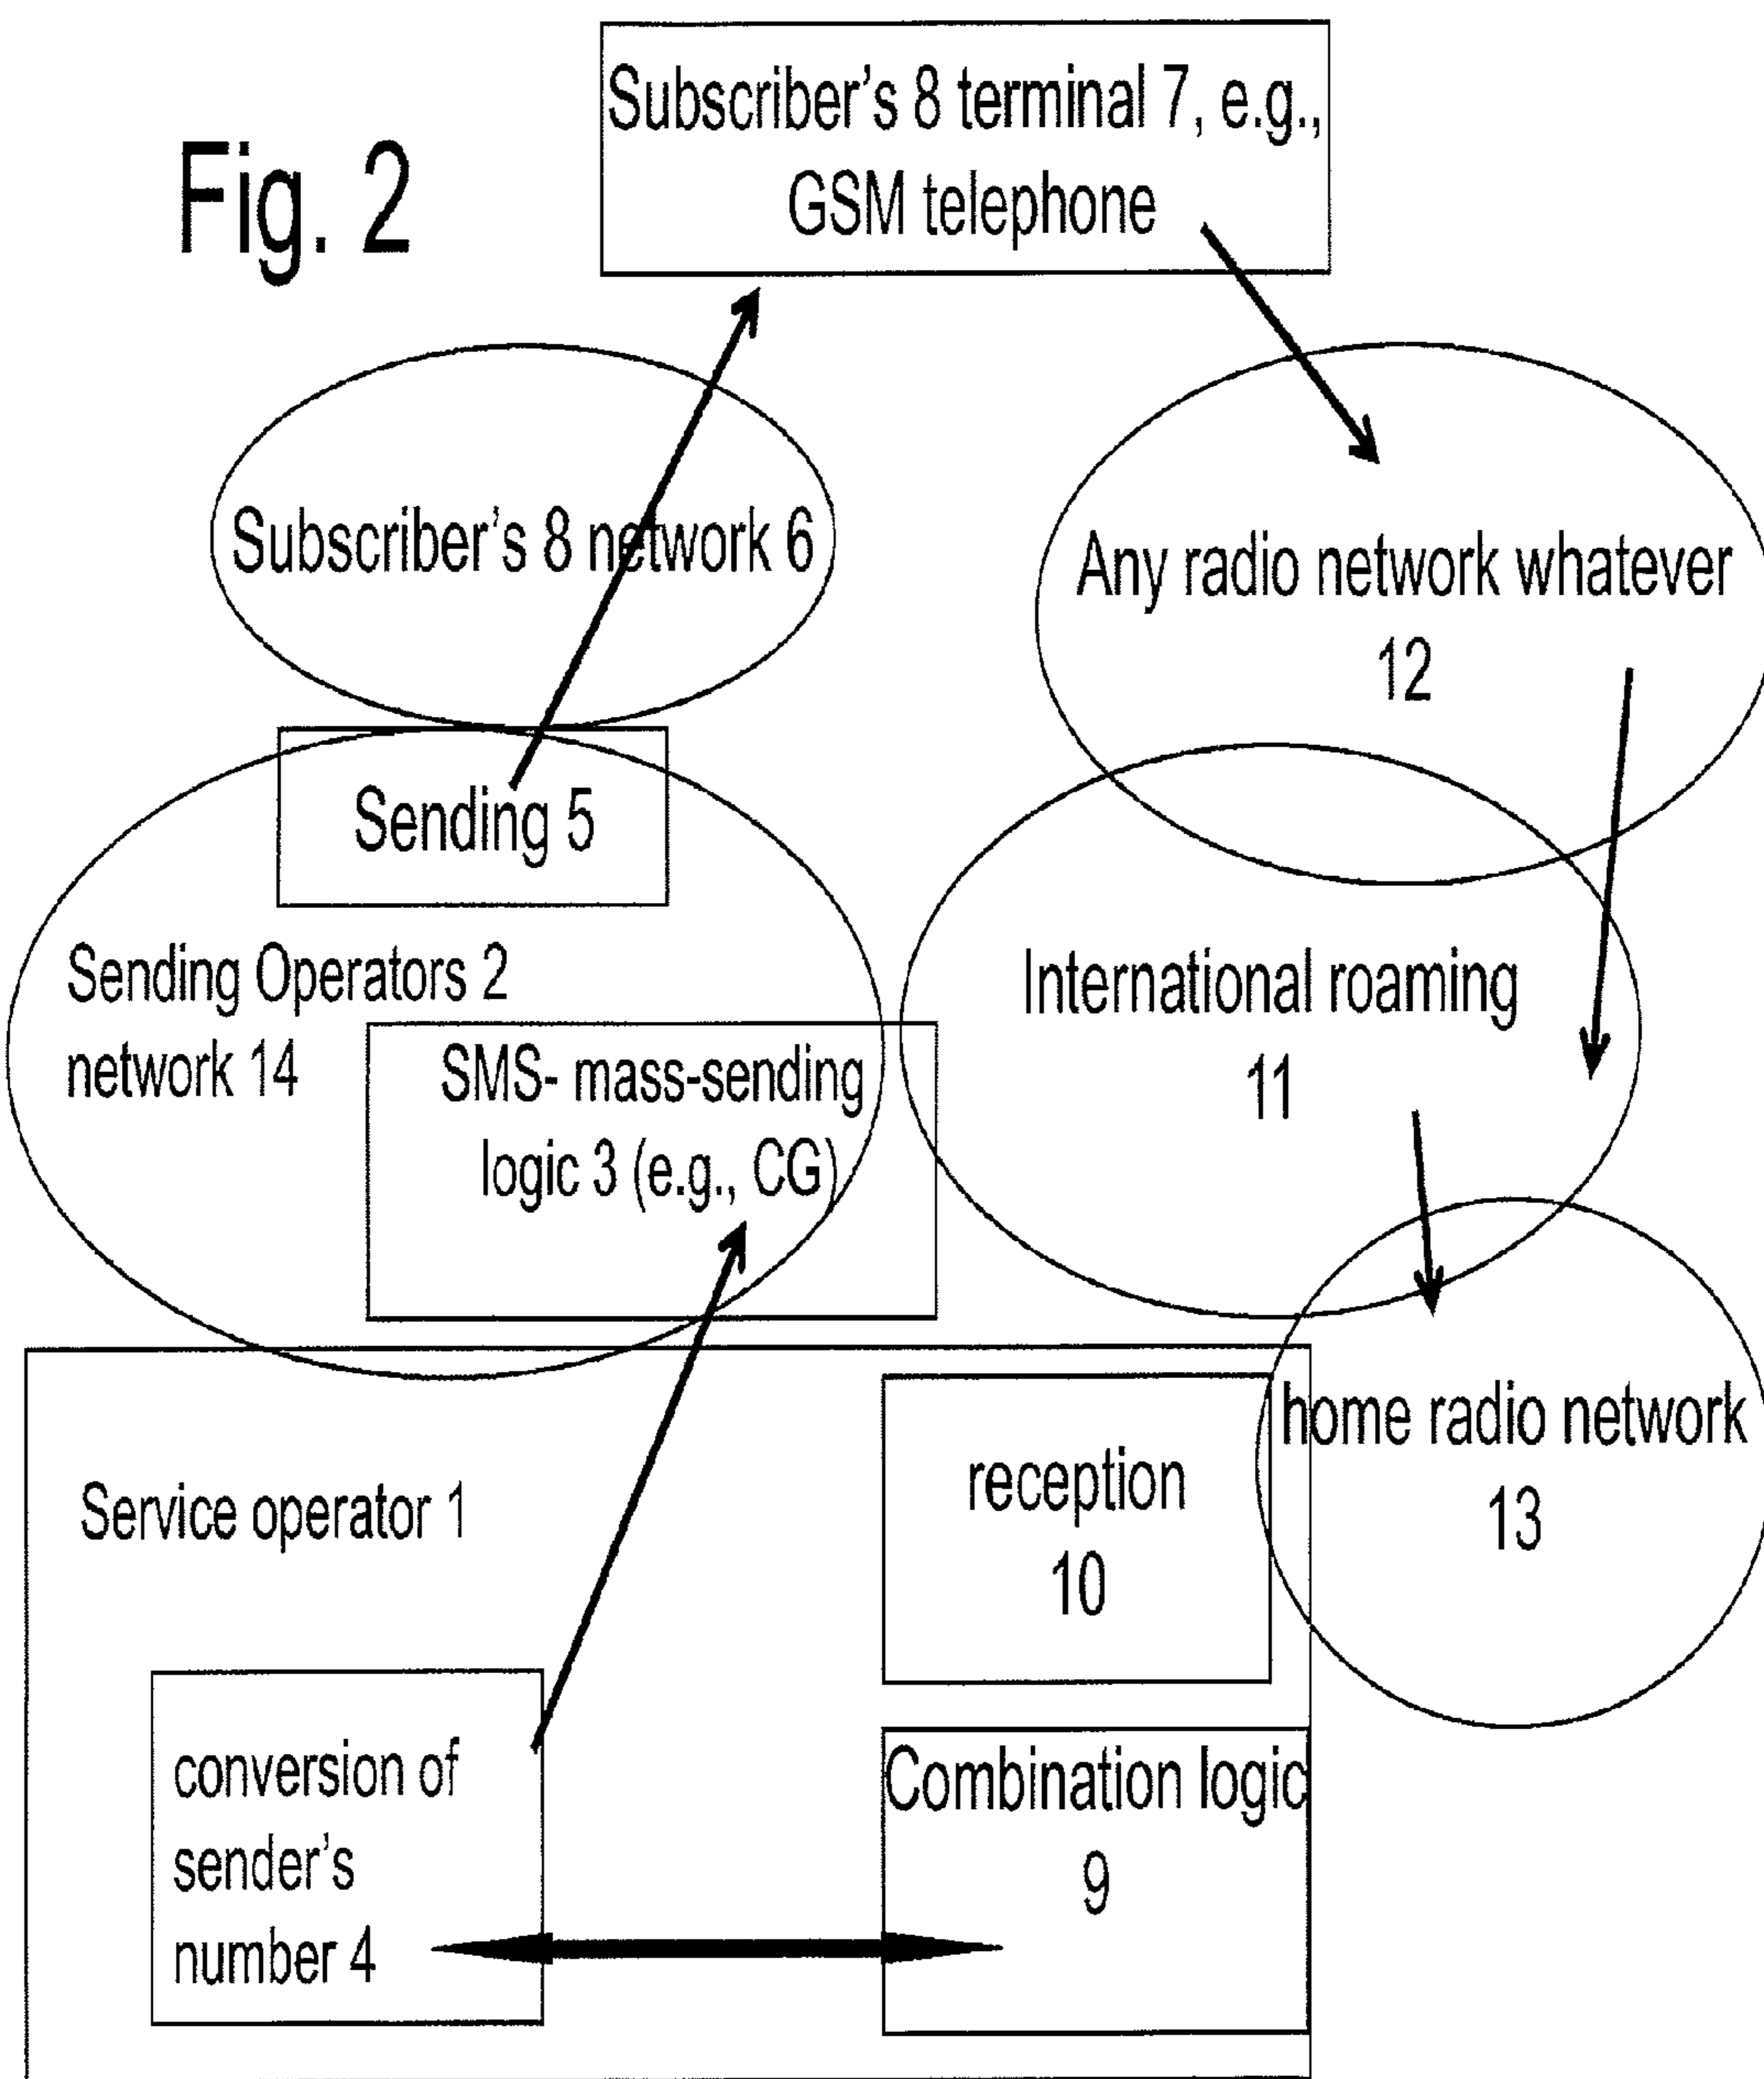 Fig. 2
Subscriber's 8 terminal 7, e.g.,
GSM telephone
Subscriber's 8 network 6
Any radio network whatever
12
Sending 5
Sending Operators 2
network 14
SMS- mass-sending
logic 3 (e.g., CG)
International roaming
11
home radio network
13
Service operator 1
reception
10
conversion of
sender's
number 4
Combination logic
9